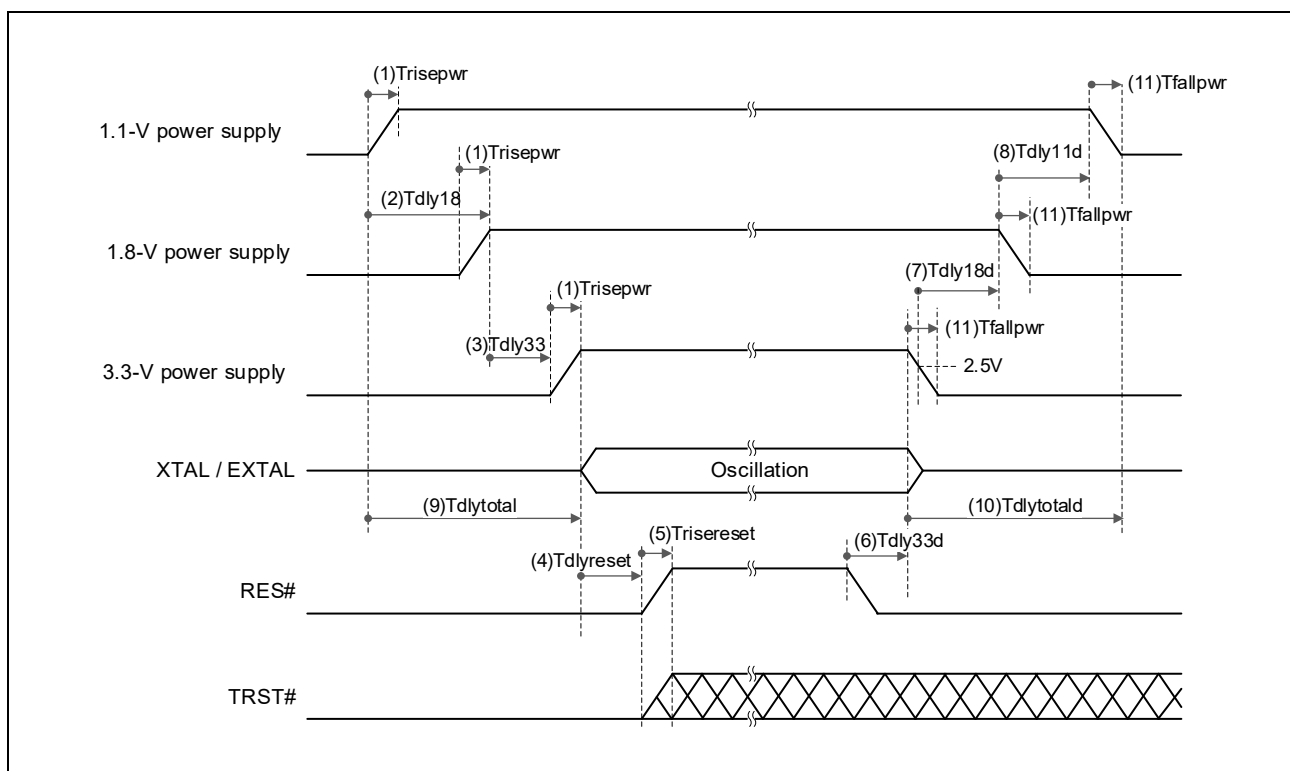 (1)Trisepwr
(11)Tfallpwr
1.1-V power supply
(1)Trisepwr
(8)Tdly11d
(2)Tdly18
(11)Tfallpwr
1.8-V power supply
(7)Tdly18d
(1)Trisepwr
(11)Tfallpwr
(3)Tdly33
2.5V
3.3-V power supply
XTAL / EXTAL
Oscillation
(9)Tdlytotal
(10)Tdlytotald
(5)Trisereset
(6)Tdly33d
(4)Tdlyreset
RES#
TRST#